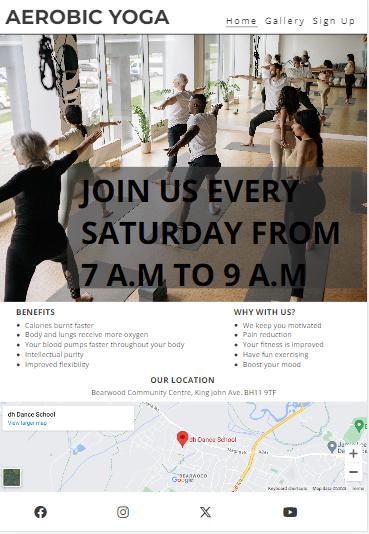 AEROBIC YOGA
Home Gallery Sign Up
JOIN US EVERY
SATURDAY FROM
7 A.M TO 9 A.M
BENEFITS
Calories burnt faster
Body and lungs receive more oxygen
Your blood pumps faster throughout your body
Intellectual purity
Improved flexibility
WHY WITH US?
We keep you motivated
Pain reduction
Your fitness is improved
Have fun exercising
Boost your mood
OUR LOCATION
Bearwood Community Centre, King John Ave. BH11 9TF
dh Dance School
View larger map
dh Dance School
BEARWOOD
Google
Keyboard shortcuts Map data ©2023 Terms